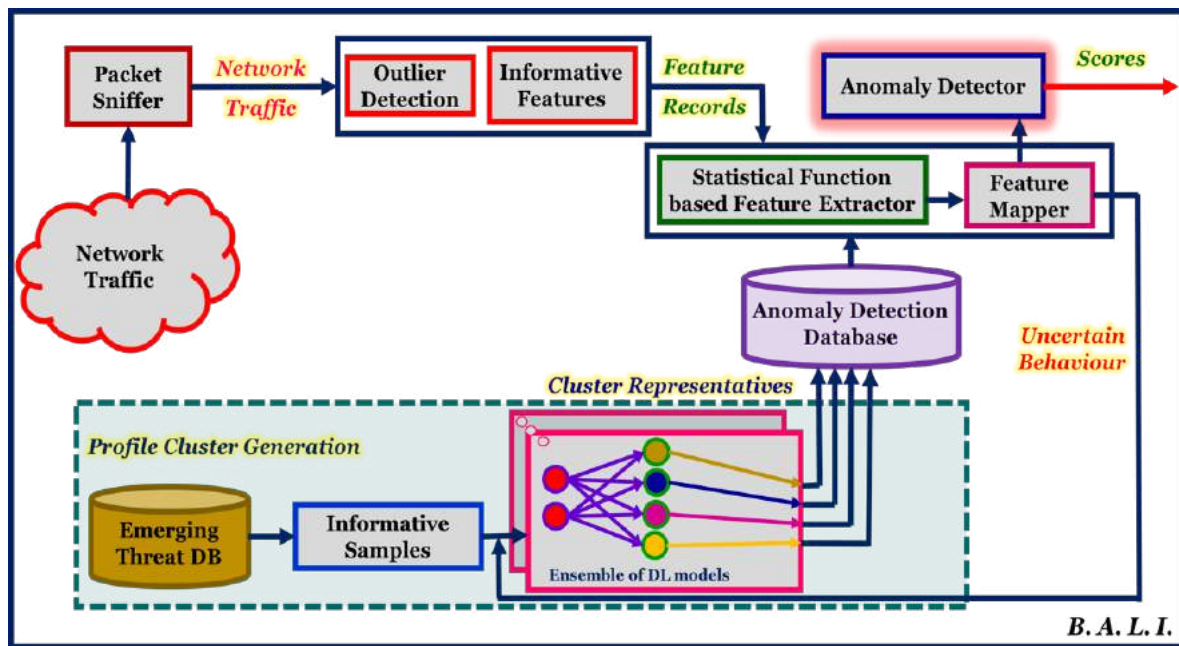 Packet
Sniffer
Network
Traffic
Outlier
Detection
Informative
Features
Feature
Records
Anomaly Detector
Scores
Statistical Function
based Feature Extractor
Feature
Mapper
Network
Traffic
Anomaly Detection
Database
Uncertain
Behaviour
Cluster Representatives
Profile Cluster Generation
Emerging
Threat DB
Informative
Samples
Ensemble of DL models
B. A. L. I.